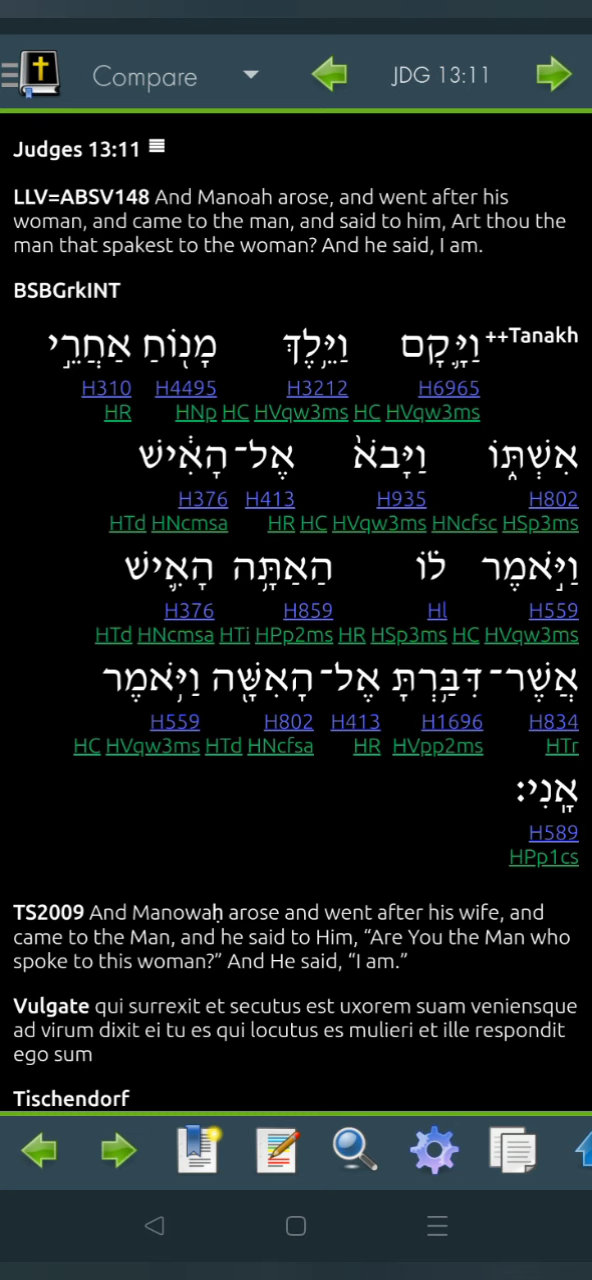 Compare
JDG 13:11
Judges 13:11
LLV=ABSV148 And Manoah arose, and went after his
woman, and came to the man, and said to him, Art thou the
man that spakest to the woman? And he said, I am.
BSBGrkINT
++Tanakh וַיָּ֛קָם וַיֵּ֥לֶךְ מָנ֖וֹחַ אַחֲרֵ֣י
H6965 H3212 H4495 H310
HC HVqw3ms HC HVqw3ms HNp HR
אִשְׁתּ֑וֹ וַיָּבֹא֙ אֶל־הָאִ֔ישׁ
H802 H935 H413 H376
HNcfsc HSp3ms HC HVqw3ms HR HTd HNcmsa
וַיֹּ֣אמֶר ל֗וֹ הַאַתָּ֥ה הָאִ֛ישׁ
H559 Hl H859 H376
HC HVqw3ms HR HSp3ms HTi HPp2ms HTd HNcmsa
אֲשֶׁר־דִּבַּ֥רְתָּ אֶל־הָאִשָּׁ֖ה וַיֹּ֥אמֶר
H834 H1696 H413 H802 H559
HTr HVpp2ms HR HTd HNcfsa HC HVqw3ms
אָֽנִי׃
H589
HPp1cs
TS2009 And Manowaḥ arose and went after his wife, and
came to the Man, and he said to Him, “Are You the Man who
spoke to this woman?” And He said, “I am.”
Vulgate qui surrexit et secutus est uxorem suam veniensque
ad virum dixit ei tu es qui locutus es mulieri et ille respondit
ego sum
Tischendorf